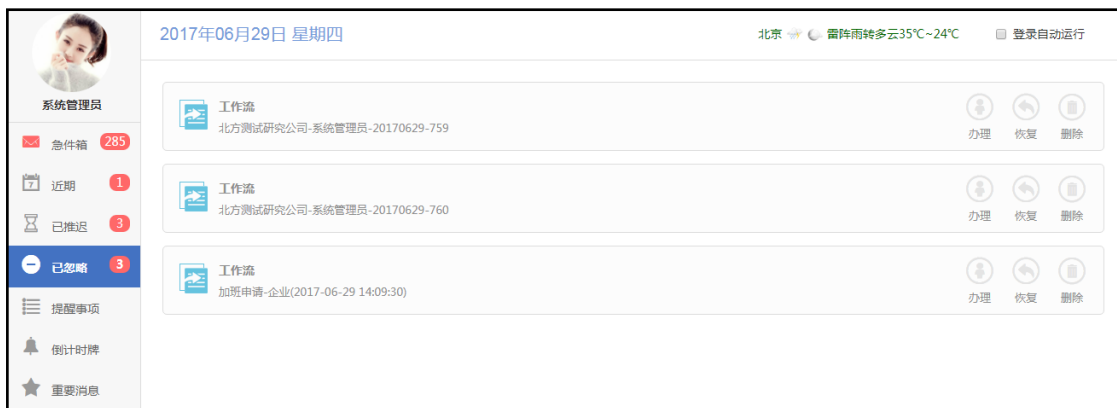 2017年06月29日 星期四
北京 雷阵雨转多云35℃~24℃
登录自动运行
系统管理员
急件箱 285
7 近期 1
已推迟 3
已忽略 3
提醒事项
倒计时牌
重要消息
工作流
北方测试研究公司-系统管理员-20170629-759
办理 恢复 删除
工作流
北方测试研究公司-系统管理员-20170629-760
办理 恢复 删除
工作流
加班申请-企业(2017-06-29 14:09:30)
办理 恢复 删除